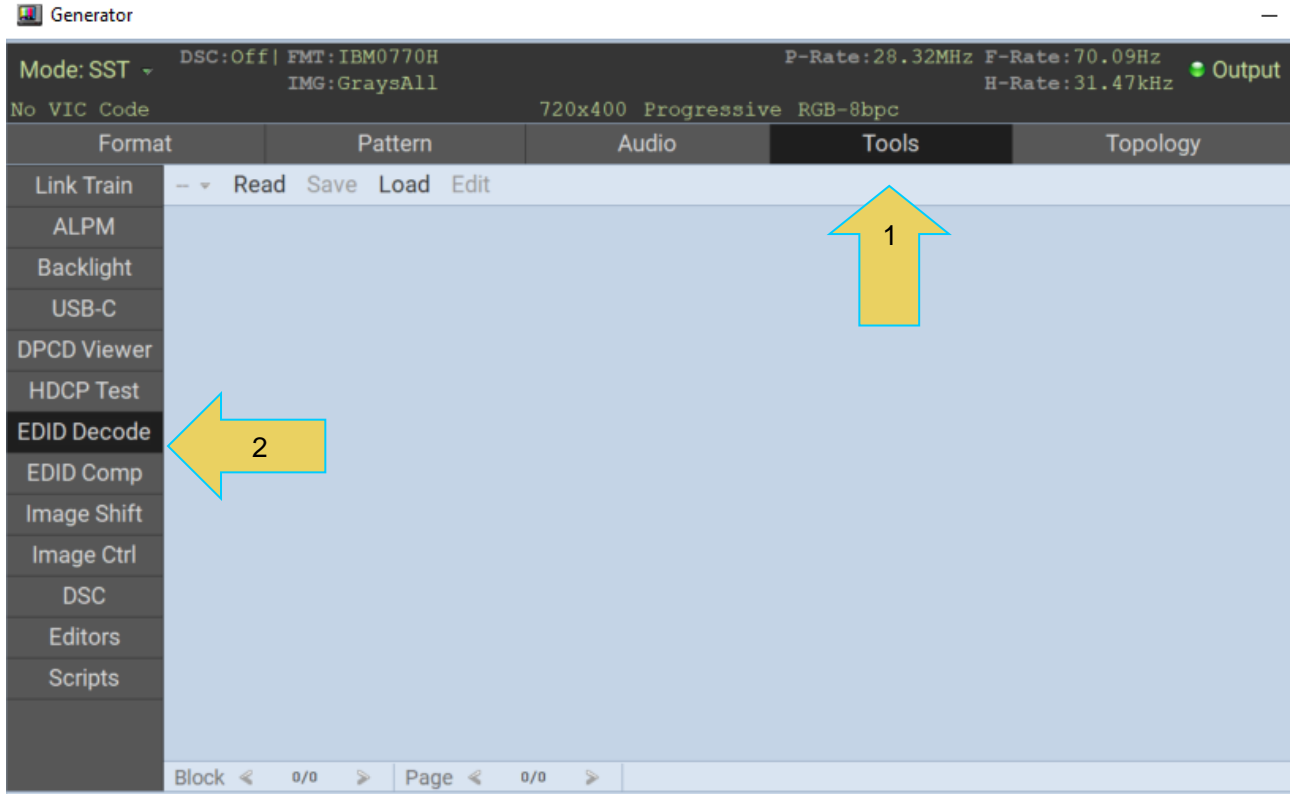 Generator
Mode: SST DSC:Off| FMT:IBM0770H P-Rate:28.32MHz F-Rate:70.09Hz Output
IMG:GraysAll H-Rate:31.47kHz
No VIC Code 720x400 Progressive RGB-8bpc
Format Pattern Audio Tools Topology
Link Train -- Read Save Load Edit
ALPM
1
Backlight
USB-C
DPCD Viewer
HDCP Test
EDID Decode
2
EDID Comp
Image Shift
Image Ctrl
DSC
Editors
Scripts
Block < 0/0 > Page < 0/0 >